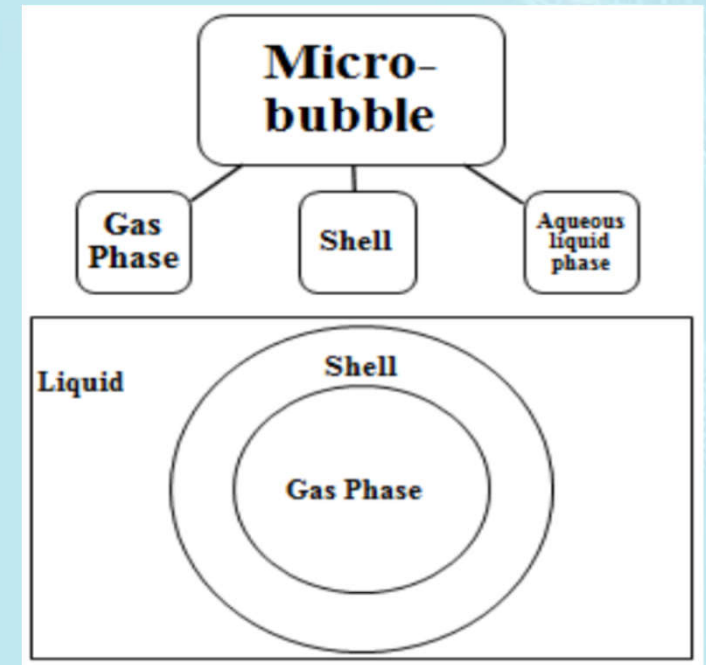 Micro-
bubble
Gas
Phase
Shell
Aqueous
liquid
phase
Liquid
Shell
Gas Phase